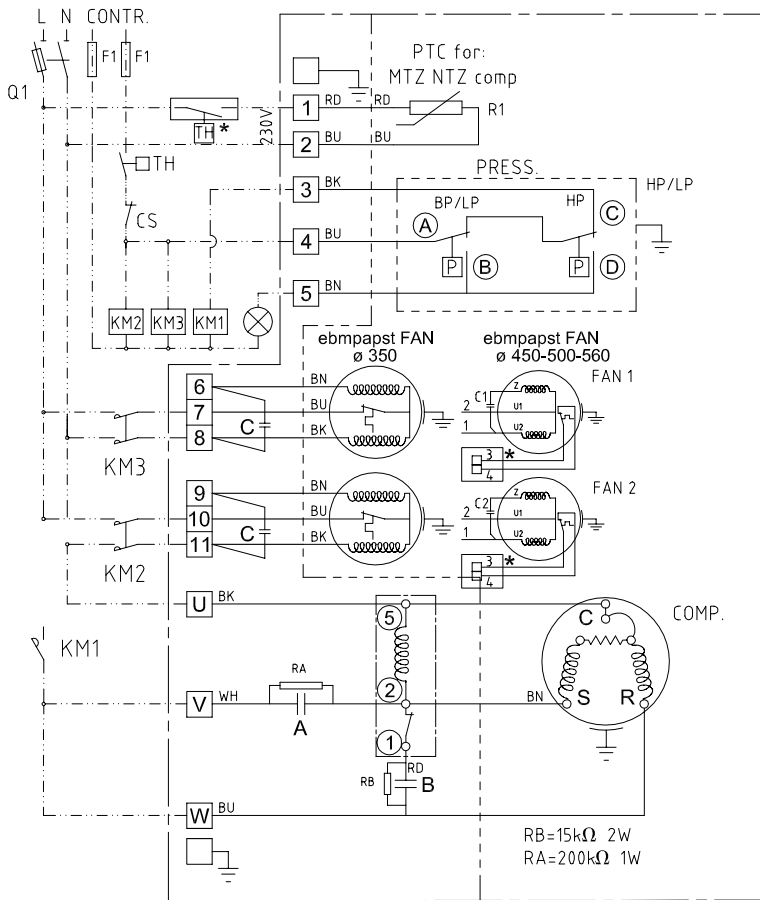 L N CONTR.
F1 F1
Q1
PTC for:
MTZ NTZ comp
R1
TH *
230V
1 RD RD
2 BU BU
TH
PRESS.
HP/LP
3 BK
BP/LP
HP
A
C
CS
4 BU
P B P D
5 BN
KM2 KM3 KM1
ebmpapst FAN
ø 350
ebmpapst FAN
ø 450-500-560
FAN 1
6 BN
7 BU
8 BK
C
KM3
C1 Z
2 U1
1 U2
3 *
4
FAN 2
9 BN
10 BU
11 BK
C
KM2
C2 Z
2 U1
1 U2
3 *
4
U BK
5
C
COMP.
KM1
RA
2
V WH
A
BN
S R
1
RB
RD
B
W BU
RB=15kΩ 2W
RA=200kΩ 1W